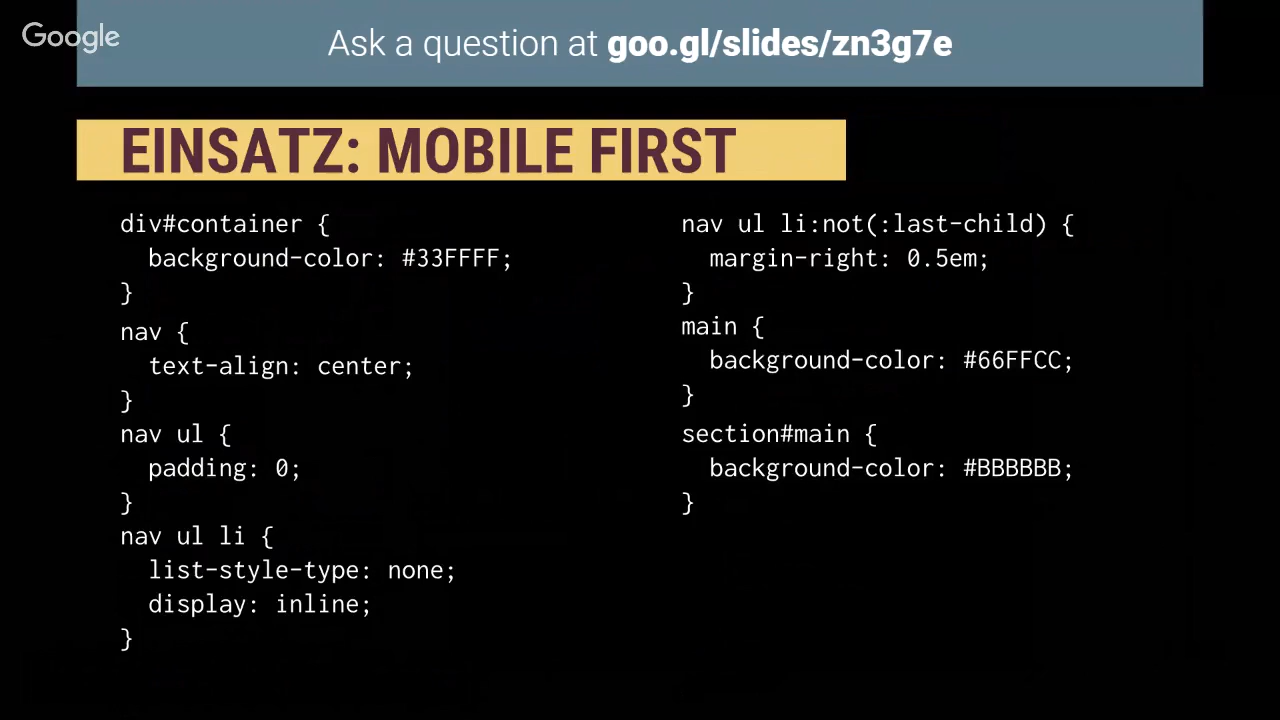 Google
Ask a question at goo.gl/slides/zn3g7e
EINSATZ: MOBILE FIRST
div#container {
  background-color: #33FFFF;
}
nav {
  text-align: center;
}
nav ul {
  padding: 0;
}
nav ul li {
  list-style-type: none;
  display: inline;
}
nav ul li:not(:last-child) {
  margin-right: 0.5em;
}
main {
  background-color: #66FFCC;
}
section#main {
  background-color: #BBBBBB;
}